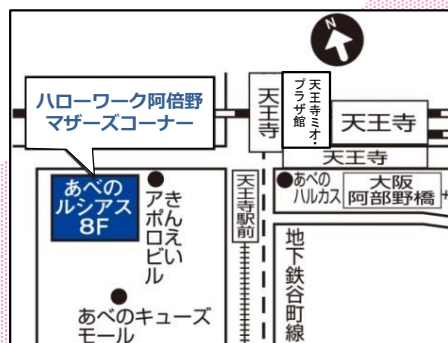 N
ハローワーク阿倍野
マザーズコーナー
天王寺
天王寺ミオ・
プラザ館
天王寺
天王寺
あべの
ルシアス
8F
きんえい
アポロビル
天王寺駅前
あべの
ハルカス
大阪
阿部野橋
地下鉄谷町線
あべのキューズ
モール